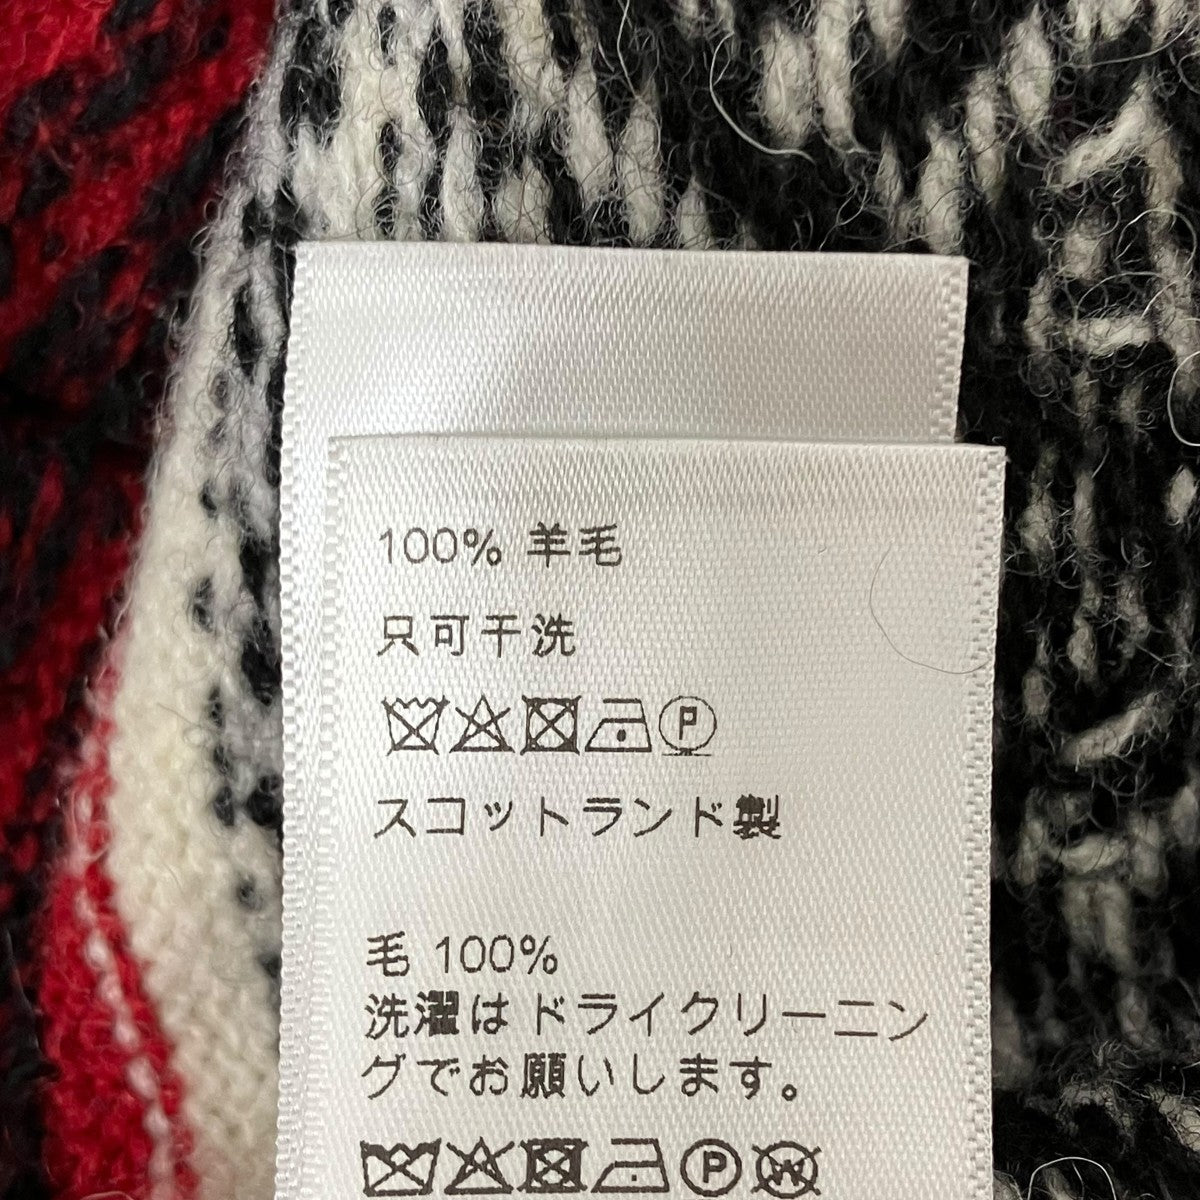 100% 羊毛
只可干洗
P
スコットランド製
毛 100%
洗濯は ドライクリーニン
グでお願いします。
P W